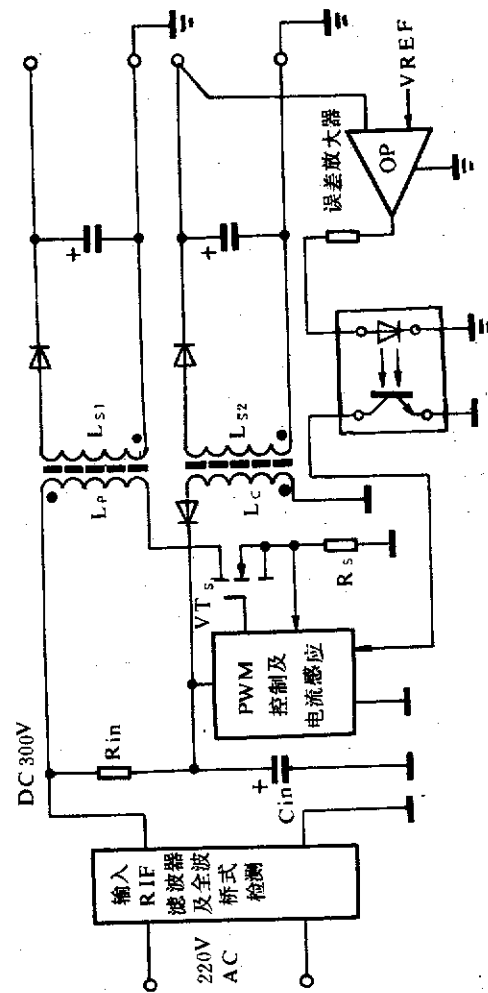 220V
AC
输入
RIF
滤波器
及全波
桥式
检测
DC 300V
Rin
+
Cin
PWM
控制及
电流感应
VTS
RS
LP
LS1
LC
LS2
+
+
误差放大器
OP
VREF